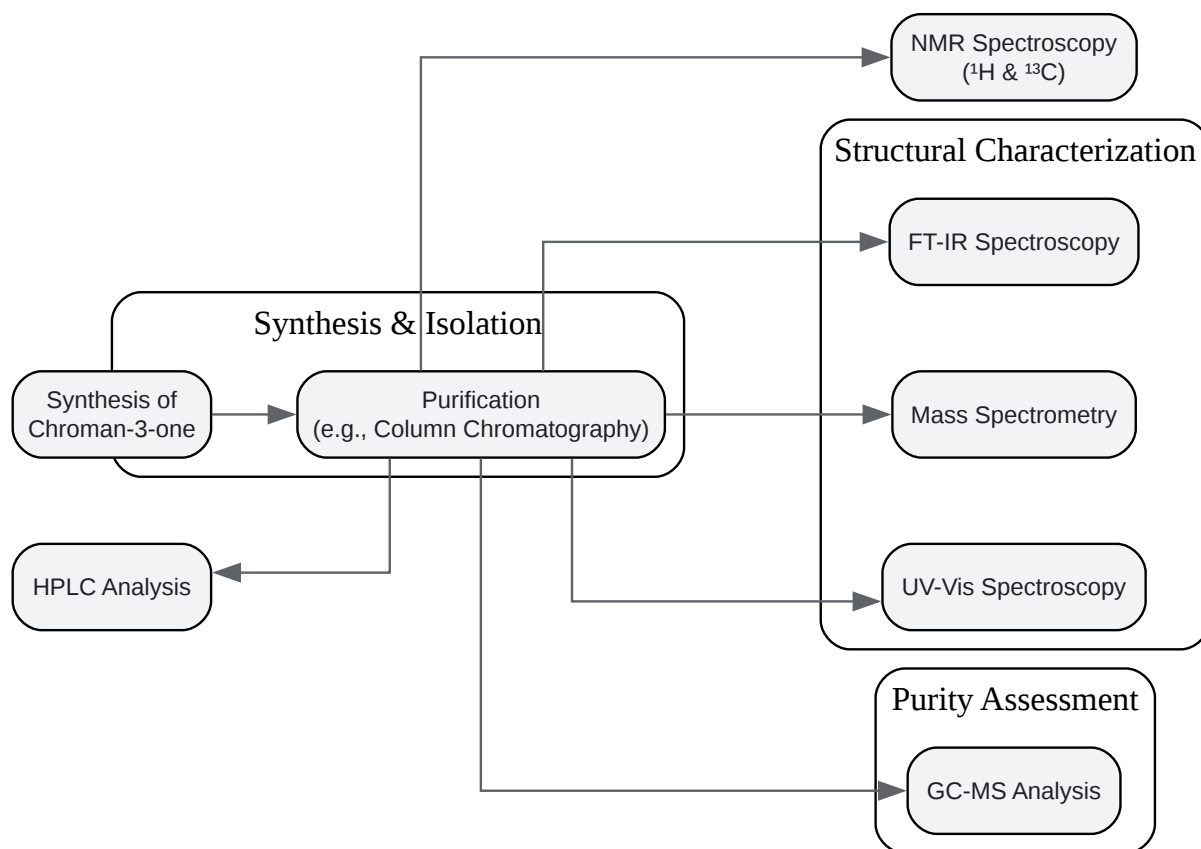 NMR Spectroscopy
(¹H & ¹³C)
Structural Characterization
FT-IR Spectroscopy
Synthesis & Isolation
Synthesis of
Chroman-3-one
Purification
(e.g., Column Chromatography)
Mass Spectrometry
HPLC Analysis
UV-Vis Spectroscopy
Purity Assessment
GC-MS Analysis